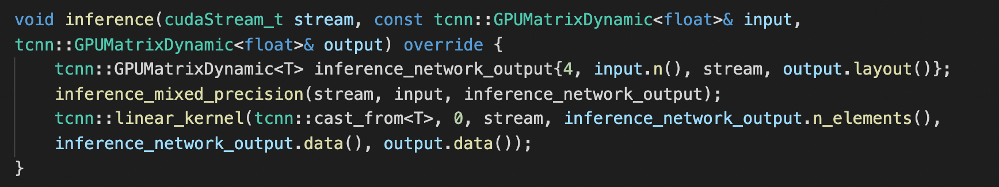 void inference(cudaStream_t stream, const tcnn::GPUMatrixDynamic<float>& input,
tcnn::GPUMatrixDynamic<float>& output) override {
    tcnn::GPUMatrixDynamic<T> inference_network_output{4, input.n(), stream, output.layout()};
    inference_mixed_precision(stream, input, inference_network_output);
    tcnn::linear_kernel(tcnn::cast_from<T>, 0, stream, inference_network_output.n_elements(),
    inference_network_output.data(), output.data());
}